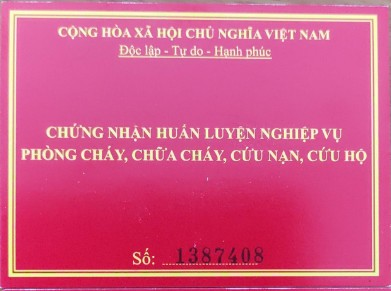 CỘNG HÒA XÃ HỘI CHỦ NGHĨA VIỆT NAM
Độc lập - Tự do - Hạnh phúc
CHỨNG NHẬN HUẤN LUYỆN NGHIỆP VỤ
PHÒNG CHÁY, CHỮA CHÁY, CỨU NẠN, CỨU HỘ
Số: 1387408